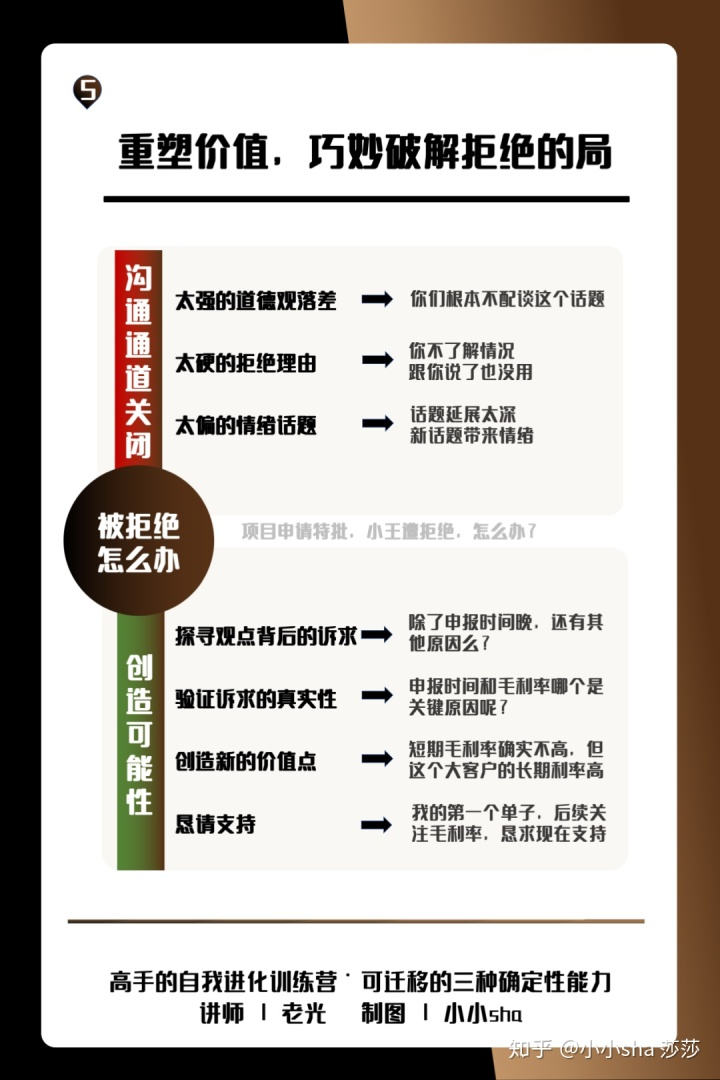 5
重塑价值，巧妙破解拒绝的局
沟通通道关闭
太强的道德观落差
你们根本不配谈这个话题
太硬的拒绝理由
你不了解情况
跟你说了也没用
太偏的情绪话题
话题延展太深
新话题带来情绪
被拒绝
怎么办
项目申请特批，小王遭拒绝，怎么办？
创造可能性
探寻观点背后的诉求
除了申报时间晚，还有其
他原因么？
验证诉求的真实性
申报时间和毛利率哪个是
关键原因呢？
创造新的价值点
短期毛利率确实不高，但
这个大客户的长期利率高
恳请支持
我的第一个单子，后续关
注毛利率，恳求现在支持
高手的自我进化训练营·可迁移的三种确定性能力
讲师 | 老光 制图 | 小小sha
知乎 @小小sha 莎莎